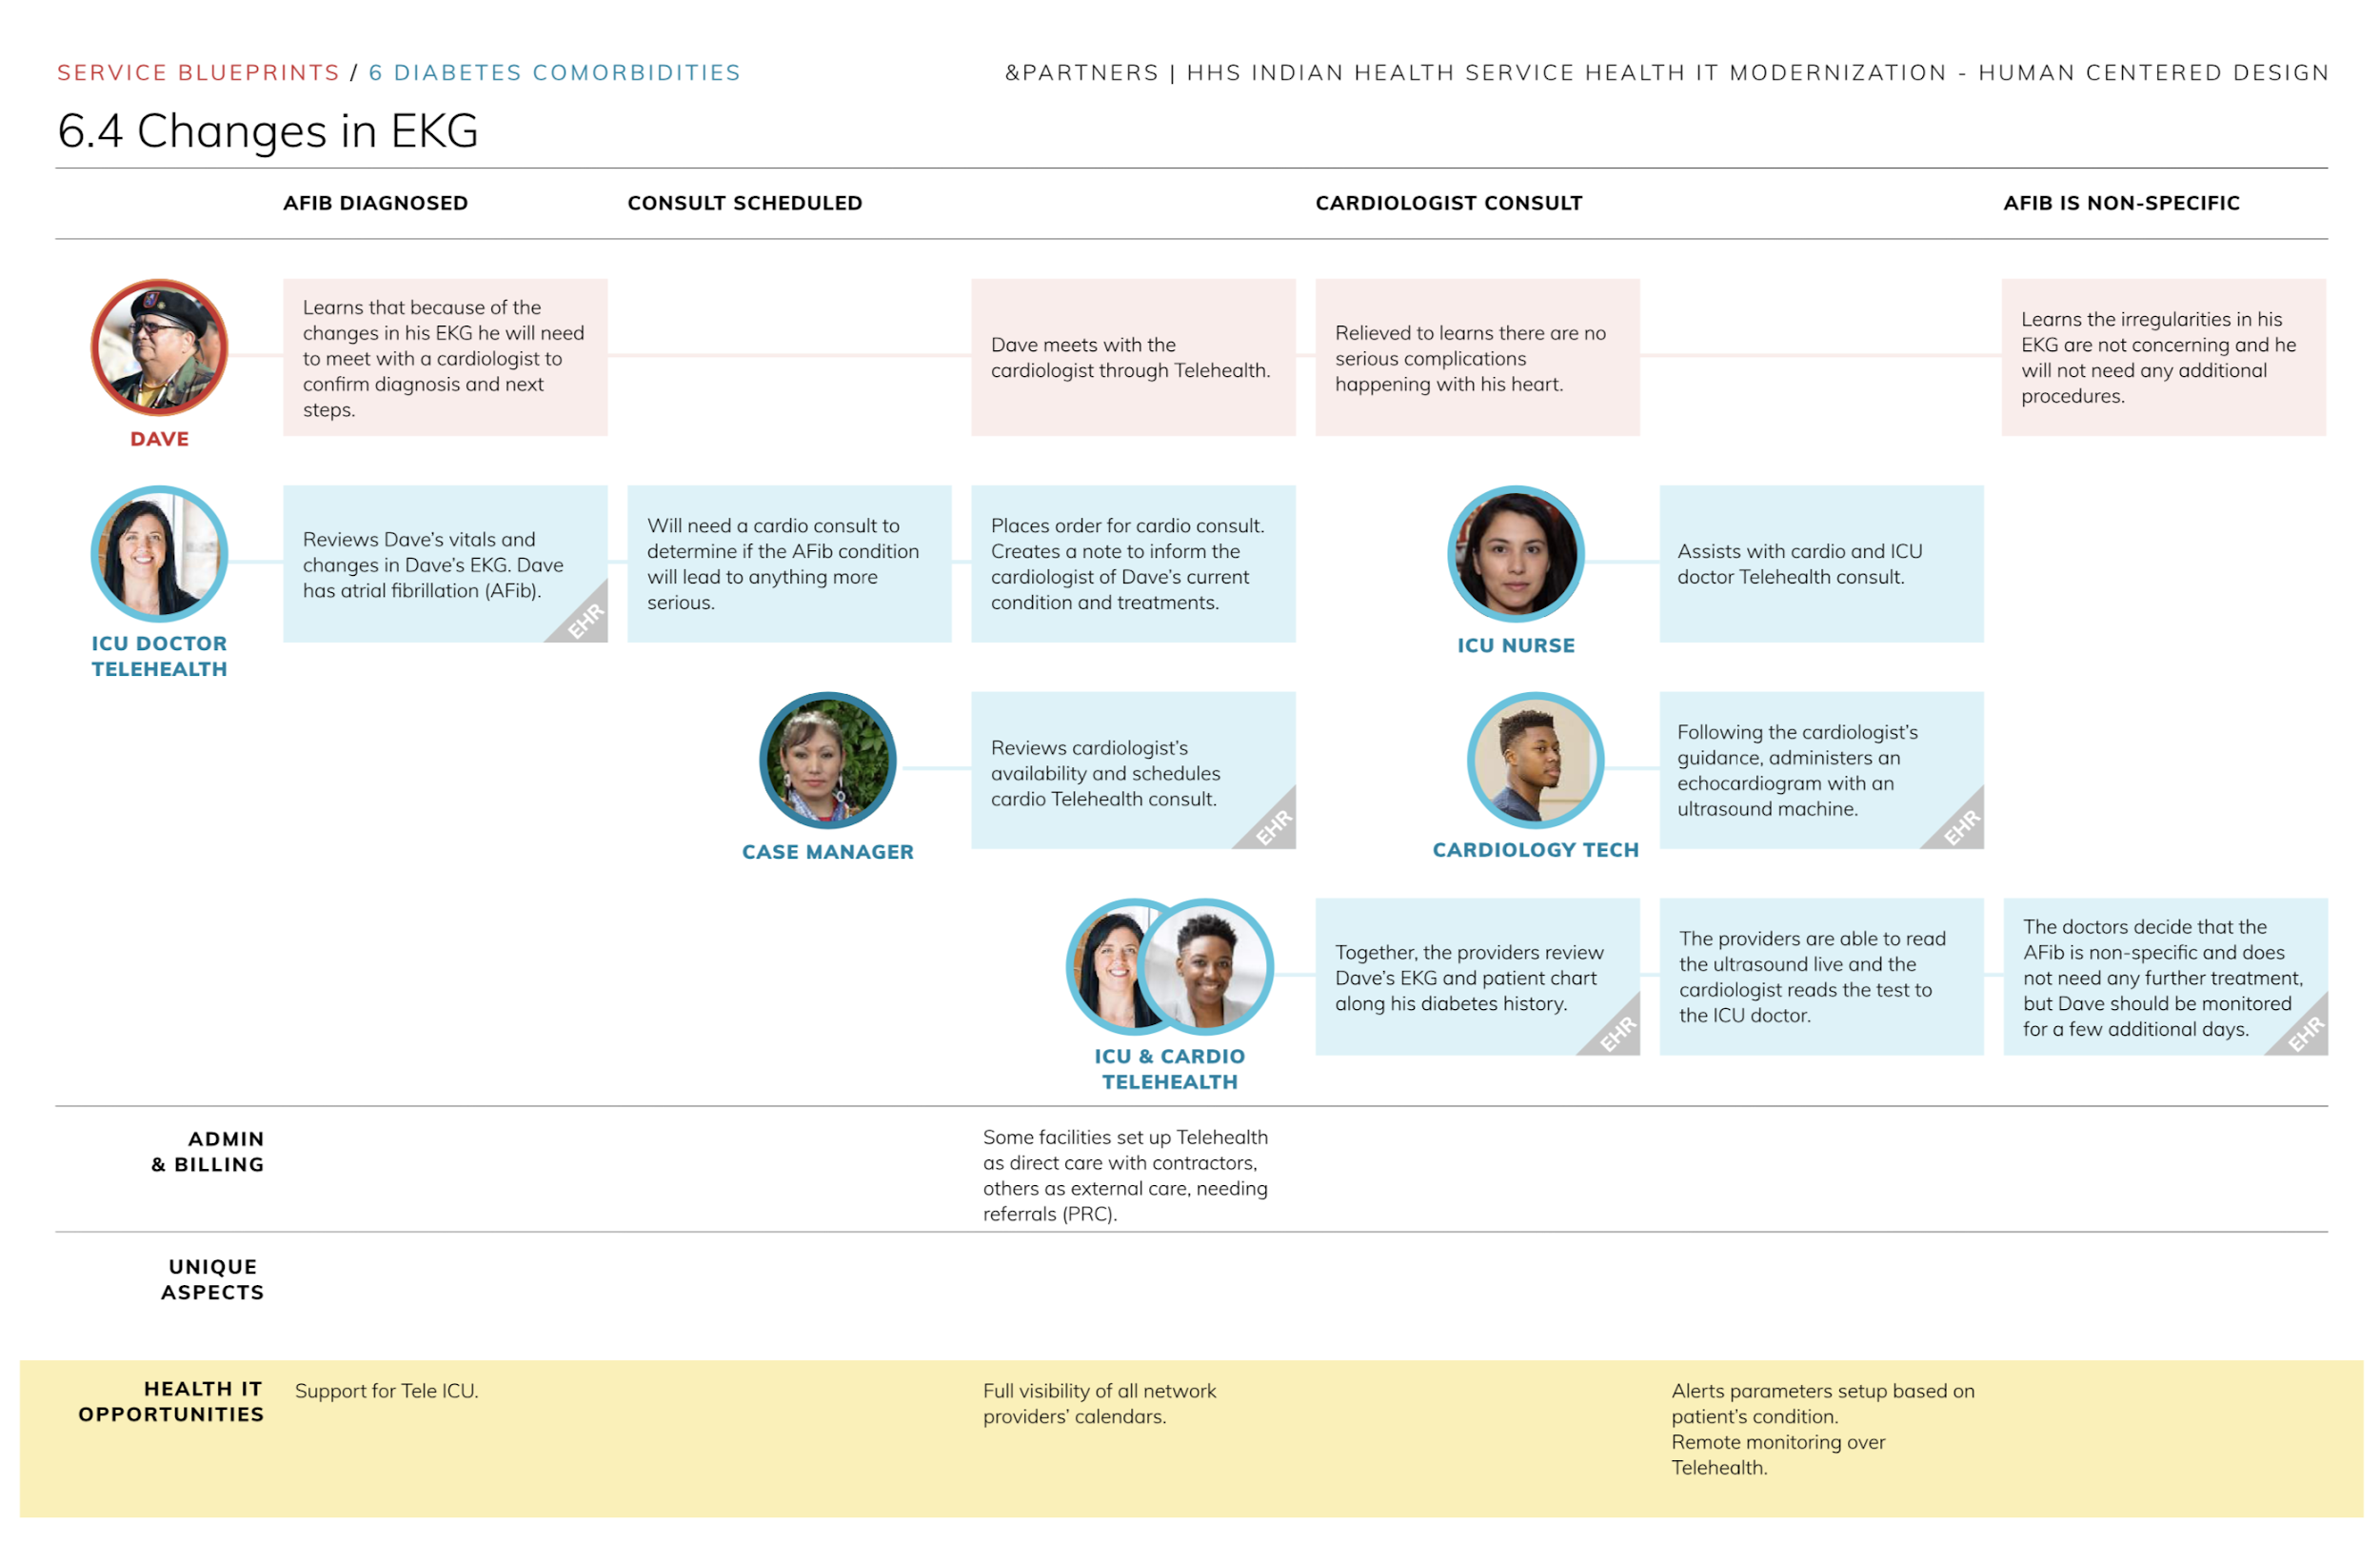 SERVICE BLUEPRINTS / 6 DIABETES COMORBIDITIES
&PARTNERS | HHS INDIAN HEALTH SERVICE HEALTH IT MODERNIZATION - HUMAN CENTERED DESIGN
6.4 Changes in EKG
AFIB DIAGNOSED
CONSULT SCHEDULED
CARDIOLOGIST CONSULT
AFIB IS NON-SPECIFIC
DAVE
Learns that because of the
changes in his EKG he will need
to meet with a cardiologist to
confirm diagnosis and next
steps.
Dave meets with the
cardiologist through Telehealth.
Relieved to learns there are no
serious complications
happening with his heart.
Learns the irregularities in his
EKG are not concerning and he
will not need any additional
procedures.
ICU DOCTOR
TELEHEALTH
Reviews Dave's vitals and
changes in Dave's EKG. Dave
has atrial fibrillation (AFib).
EHR
Will need a cardio consult to
determine if the AFib condition
will lead to anything more
serious.
Places order for cardio consult.
Creates a note to inform the
cardiologist of Dave's current
condition and treatments.
ICU NURSE
Assists with cardio and ICU
doctor Telehealth consult.
CASE MANAGER
Reviews cardiologist's
availability and schedules
cardio Telehealth consult.
EHR
CARDIOLOGY TECH
Following the cardiologist's
guidance, administers an
echocardiogram with an
ultrasound machine.
EHR
ICU & CARDIO
TELEHEALTH
Together, the providers review
Dave's EKG and patient chart
along his diabetes history.
EHR
The providers are able to read
the ultrasound live and the
cardiologist reads the test to
the ICU doctor.
The doctors decide that the
AFib is non-specific and does
not need any further treatment,
but Dave should be monitored
for a few additional days.
EHR
ADMIN
& BILLING
Some facilities set up Telehealth
as direct care with contractors,
others as external care, needing
referrals (PRC).
UNIQUE
ASPECTS
HEALTH IT
OPPORTUNITIES
Support for Tele ICU.
Full visibility of all network
providers' calendars.
Alerts parameters setup based on
patient's condition.
Remote monitoring over
Telehealth.